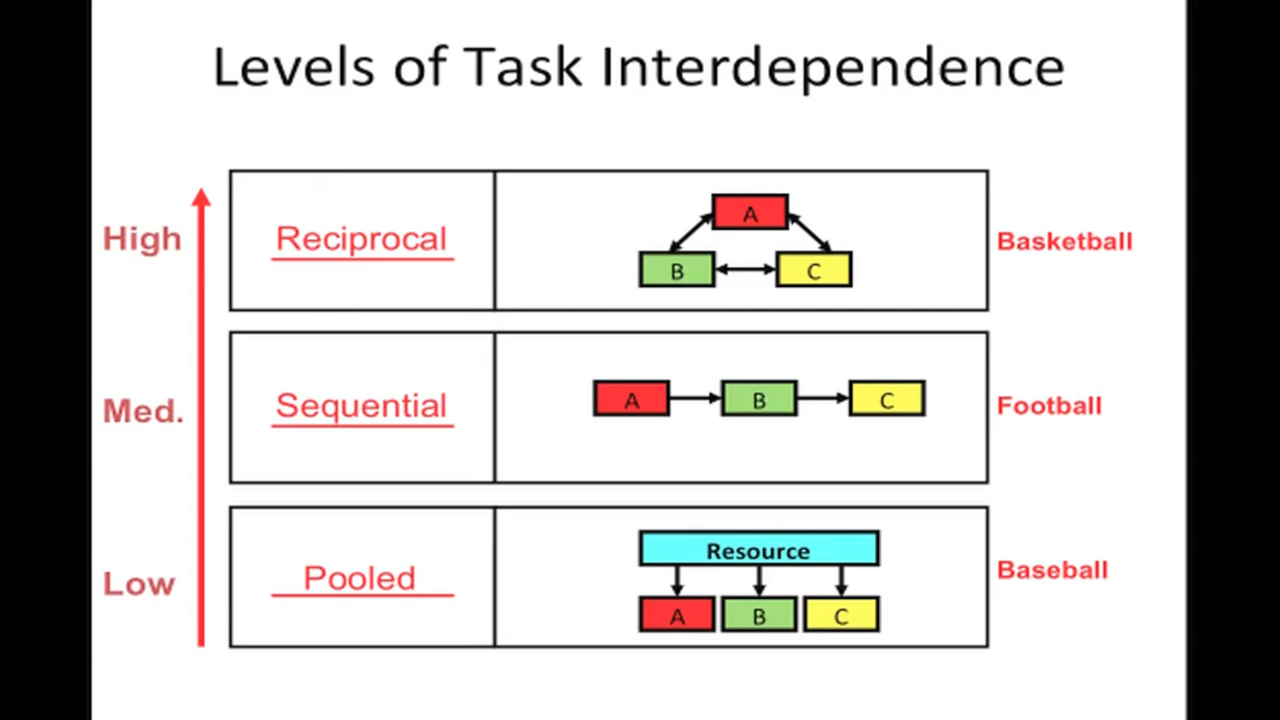 Levels of Task Interdependence
High
Reciprocal
A
B
C
Basketball
Med.
Sequential
A
B
C
Football
Low
Pooled
Resource
A
B
C
Baseball